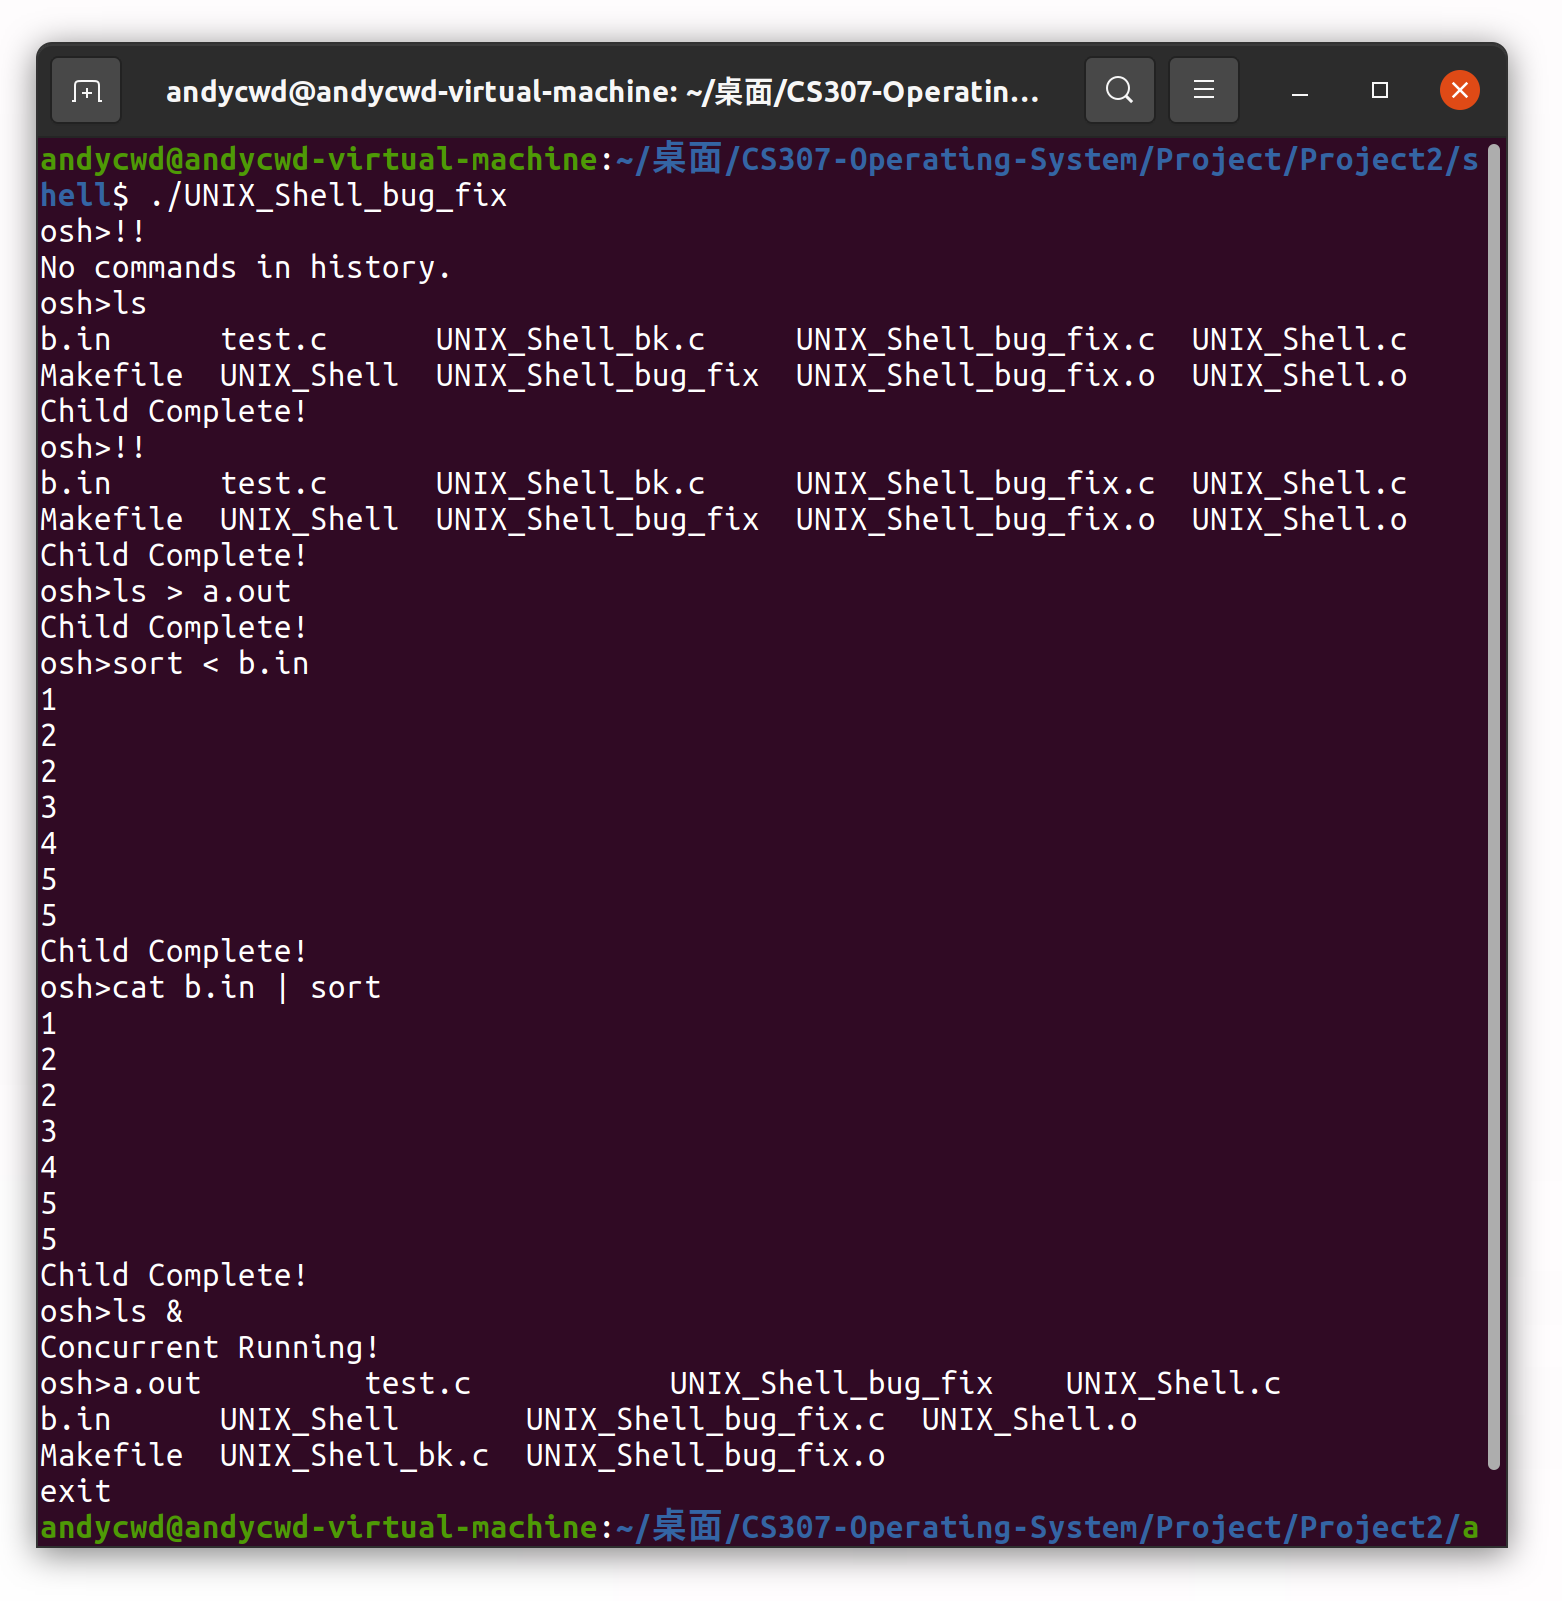 andycwd@andycwd-virtual-machine: ~/桌面/CS307-Operatin...
andycwd@andycwd-virtual-machine:~/桌面/CS307-Operating-System/Project/Project2/s
hell$ ./UNIX_Shell_bug_fix
osh>!!
No commands in history.
osh>ls
b.in      test.c      UNIX_Shell_bk.c     UNIX_Shell_bug_fix.c  UNIX_Shell.c
Makefile  UNIX_Shell  UNIX_Shell_bug_fix  UNIX_Shell_bug_fix.o  UNIX_Shell.o
Child Complete!
osh>!!
b.in      test.c      UNIX_Shell_bk.c     UNIX_Shell_bug_fix.c  UNIX_Shell.c
Makefile  UNIX_Shell  UNIX_Shell_bug_fix  UNIX_Shell_bug_fix.o  UNIX_Shell.o
Child Complete!
osh>ls > a.out
Child Complete!
osh>sort < b.in
1
2
2
3
4
5
5
Child Complete!
osh>cat b.in | sort
1
2
2
3
4
5
5
Child Complete!
osh>ls &
Concurrent Running!
osh>a.out         test.c           UNIX_Shell_bug_fix    UNIX_Shell.c
b.in      UNIX_Shell       UNIX_Shell_bug_fix.c  UNIX_Shell.o
Makefile  UNIX_Shell_bk.c  UNIX_Shell_bug_fix.o
exit
andycwd@andycwd-virtual-machine:~/桌面/CS307-Operating-System/Project/Project2/a